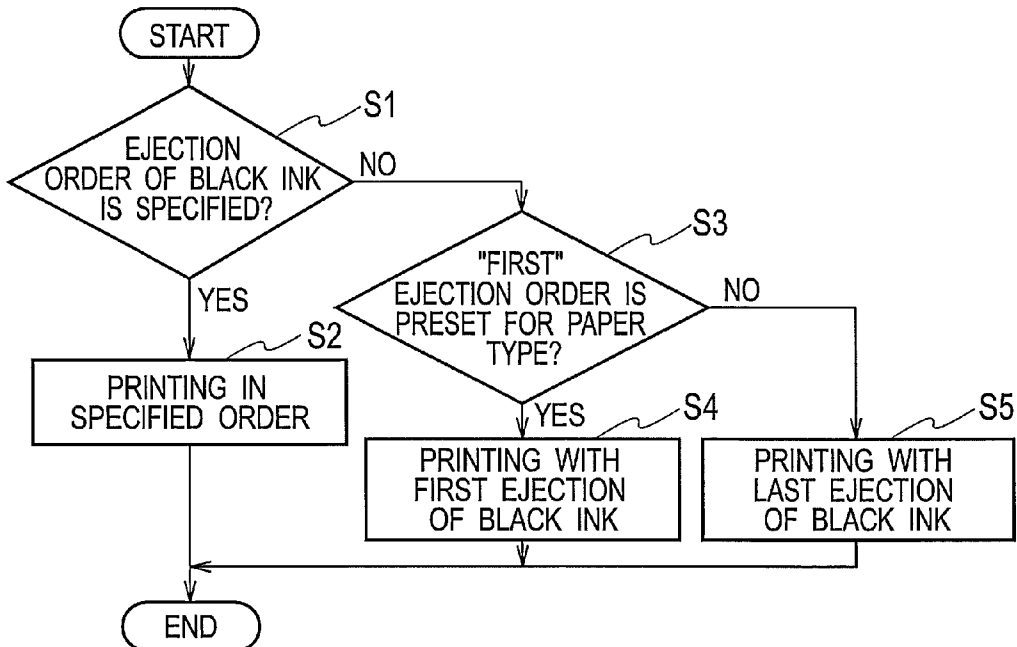 START
S1
EJECTION
ORDER OF BLACK INK
IS SPECIFIED?
NO
YES
S2
PRINTING IN
SPECIFIED ORDER
S3
"FIRST"
EJECTION ORDER IS
PRESET FOR PAPER
TYPE?
NO
YES
S4
PRINTING WITH
FIRST EJECTION
OF BLACK INK
S5
PRINTING WITH
LAST EJECTION
OF BLACK INK
END